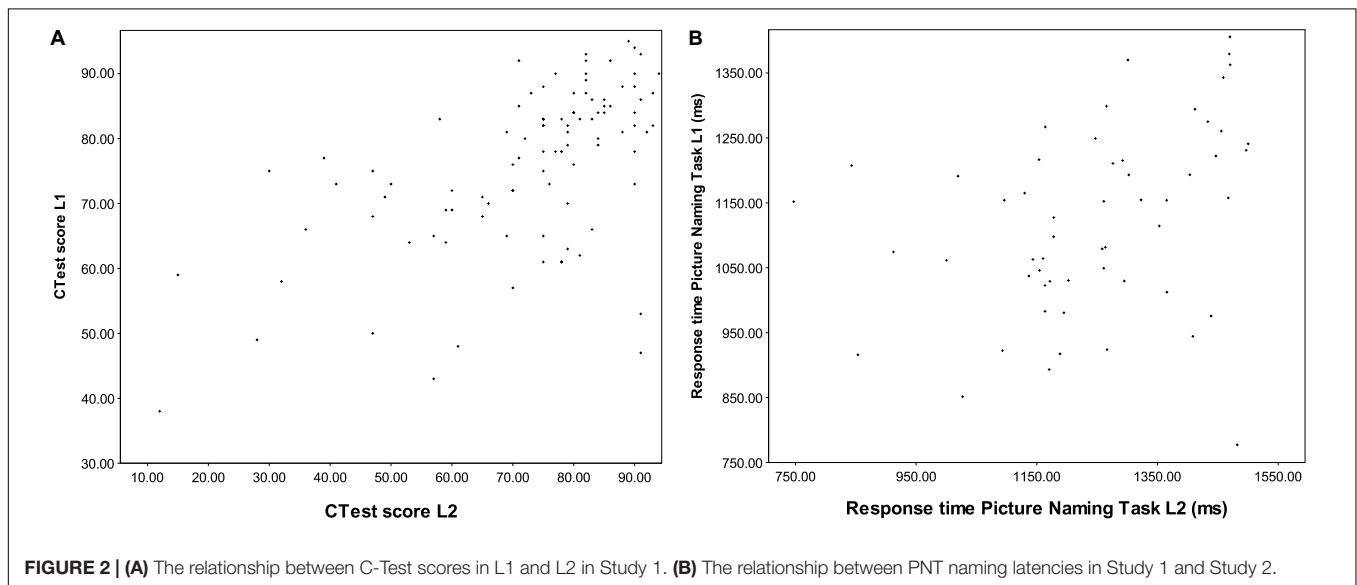 A
CTest score L1
90.00
80.00
70.00
60.00
50.00
40.00
30.00
10.00 20.00 30.00 40.00 50.00 60.00 70.00 80.00 90.00
CTest score L2
B
Response time Picture Naming Task L1 (ms)
1350.00
1250.00
1150.00
1050.00
950.00
850.00
750.00
750.00 950.00 1150.00 1350.00 1550.00
Response time Picture Naming Task L2 (ms)
FIGURE 2 | (A) The relationship between C-Test scores in L1 and L2 in Study 1. (B) The relationship between PNT naming latencies in Study 1 and Study 2.